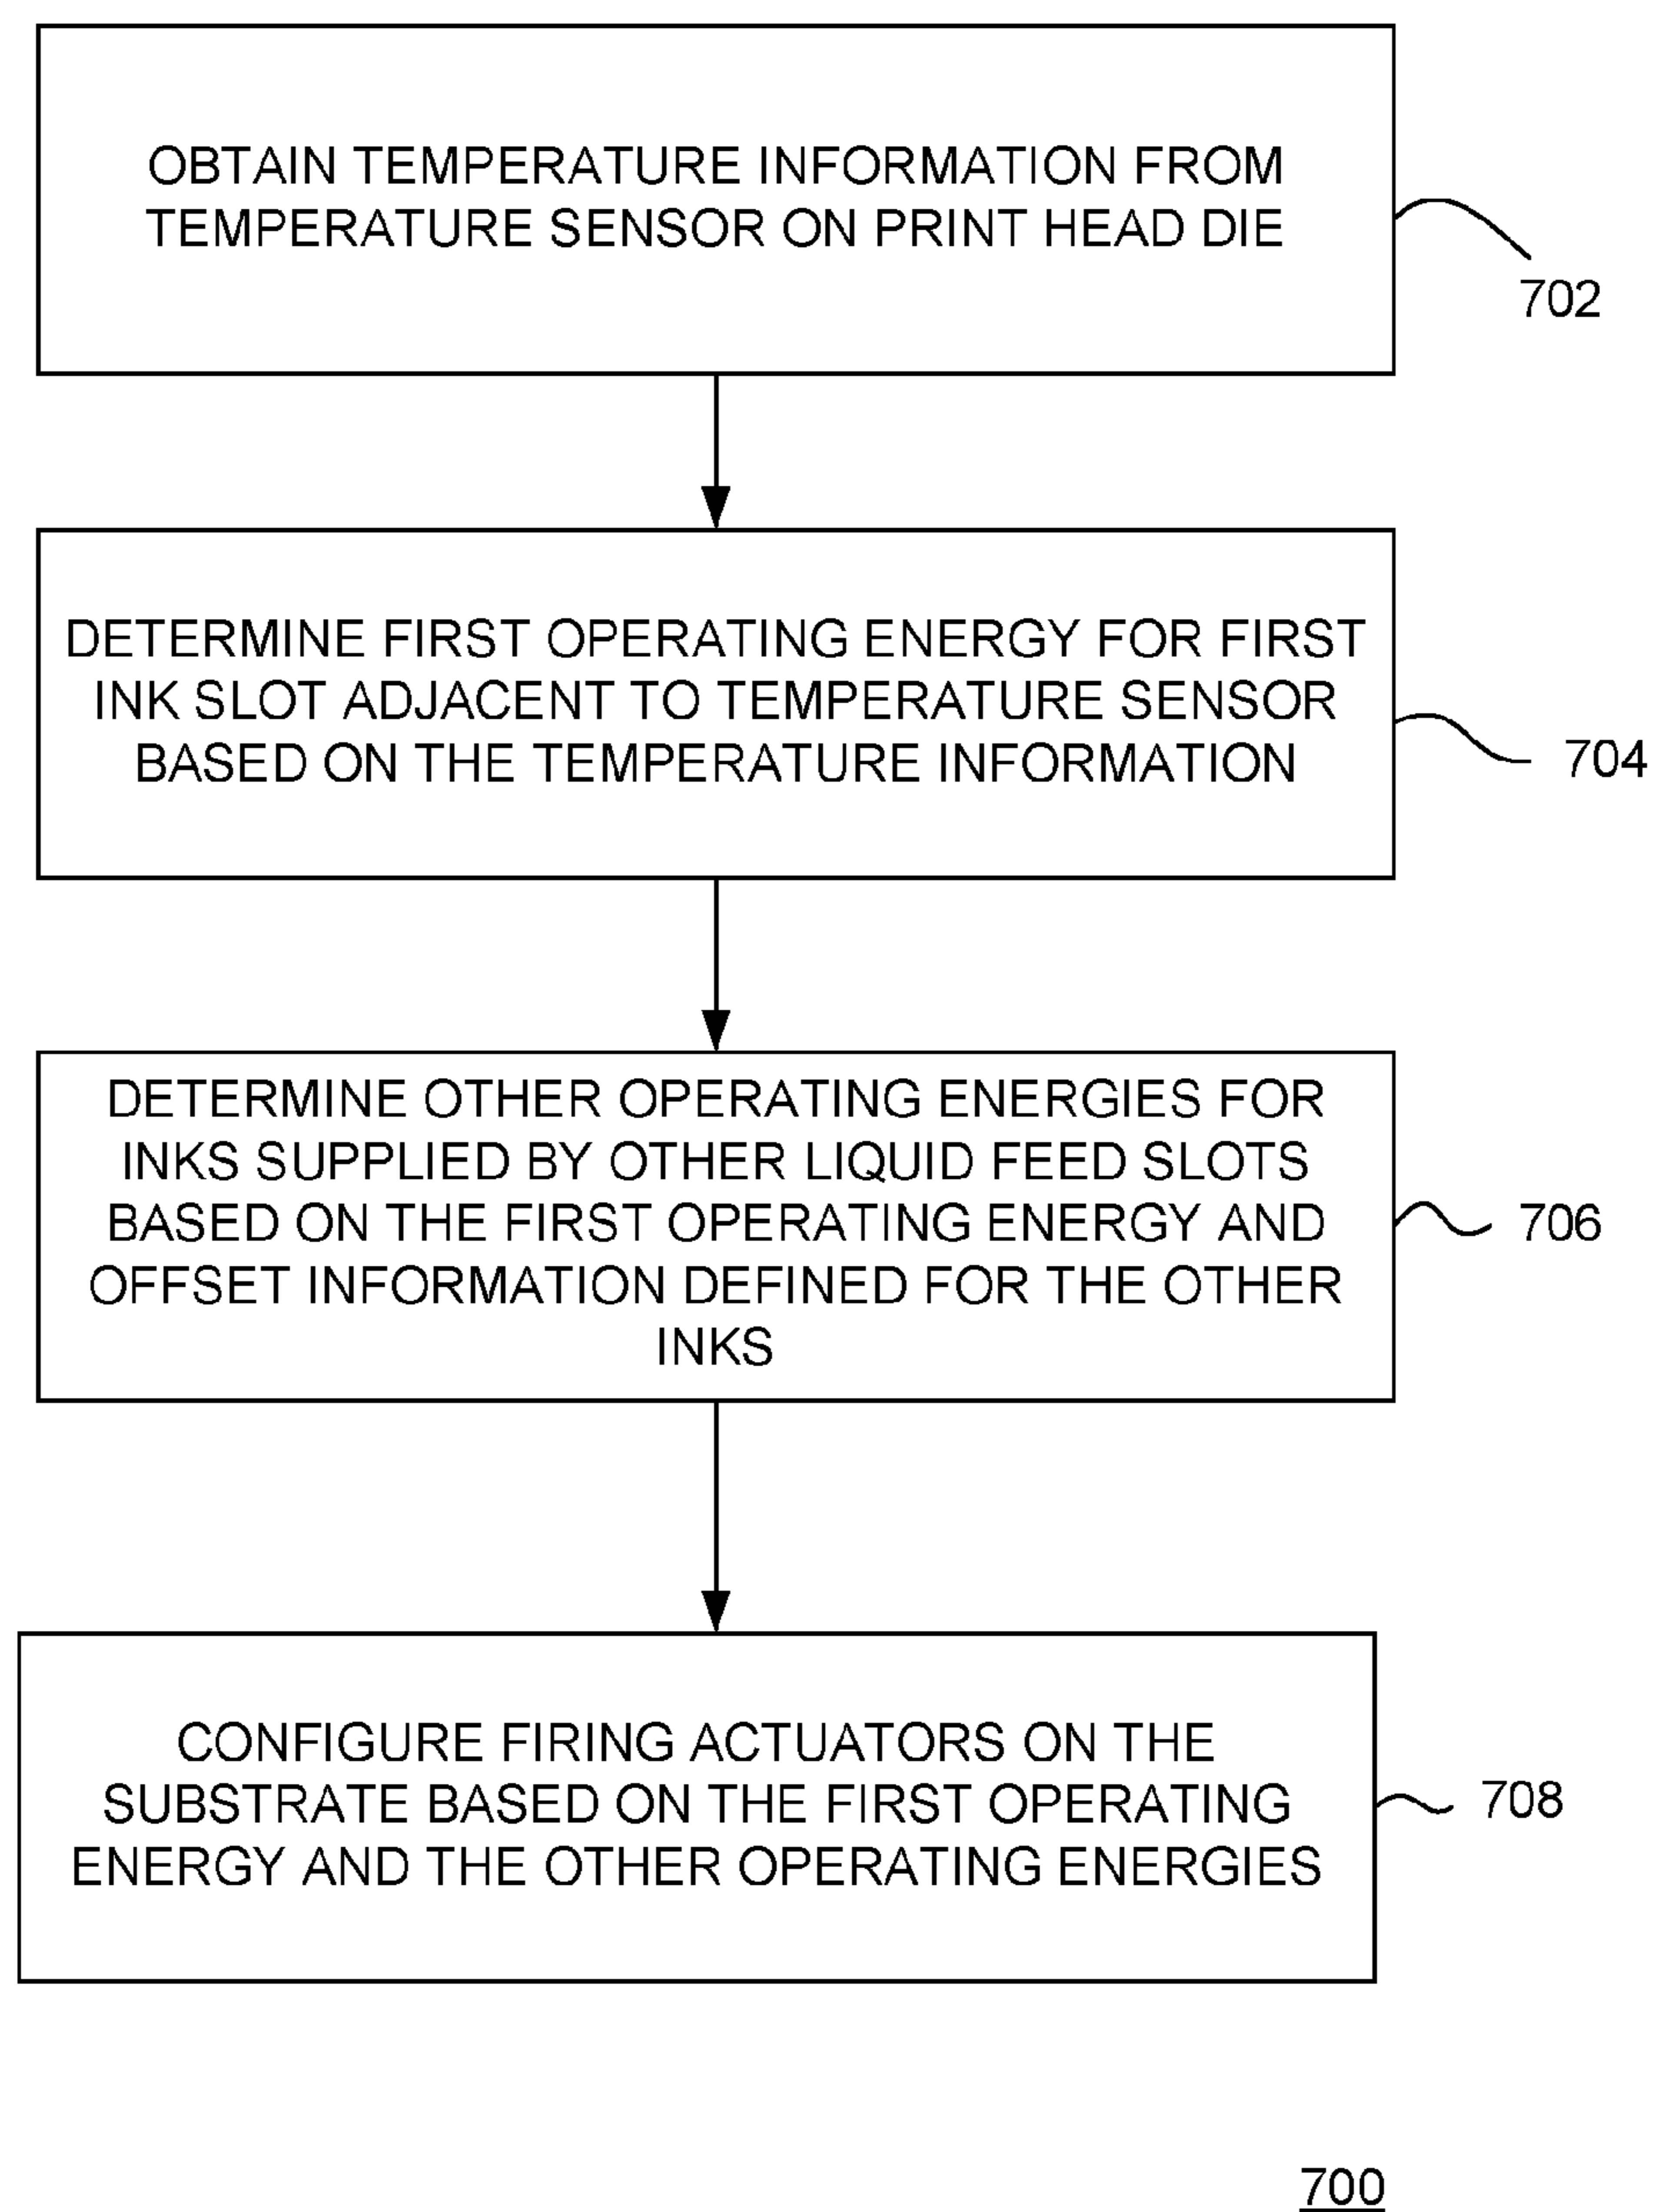 OBTAIN TEMPERATURE INFORMATION FROM
TEMPERATURE SENSOR ON PRINT HEAD DIE
702
DETERMINE FIRST OPERATING ENERGY FOR FIRST
INK SLOT ADJACENT TO TEMPERATURE SENSOR
BASED ON THE TEMPERATURE INFORMATION
704
DETERMINE OTHER OPERATING ENERGIES FOR
INKS SUPPLIED BY OTHER LIQUID FEED SLOTS
BASED ON THE FIRST OPERATING ENERGY AND
OFFSET INFORMATION DEFINED FOR THE OTHER
INKS
706
CONFIGURE FIRING ACTUATORS ON THE
SUBSTRATE BASED ON THE FIRST OPERATING
ENERGY AND THE OTHER OPERATING ENERGIES
708
700